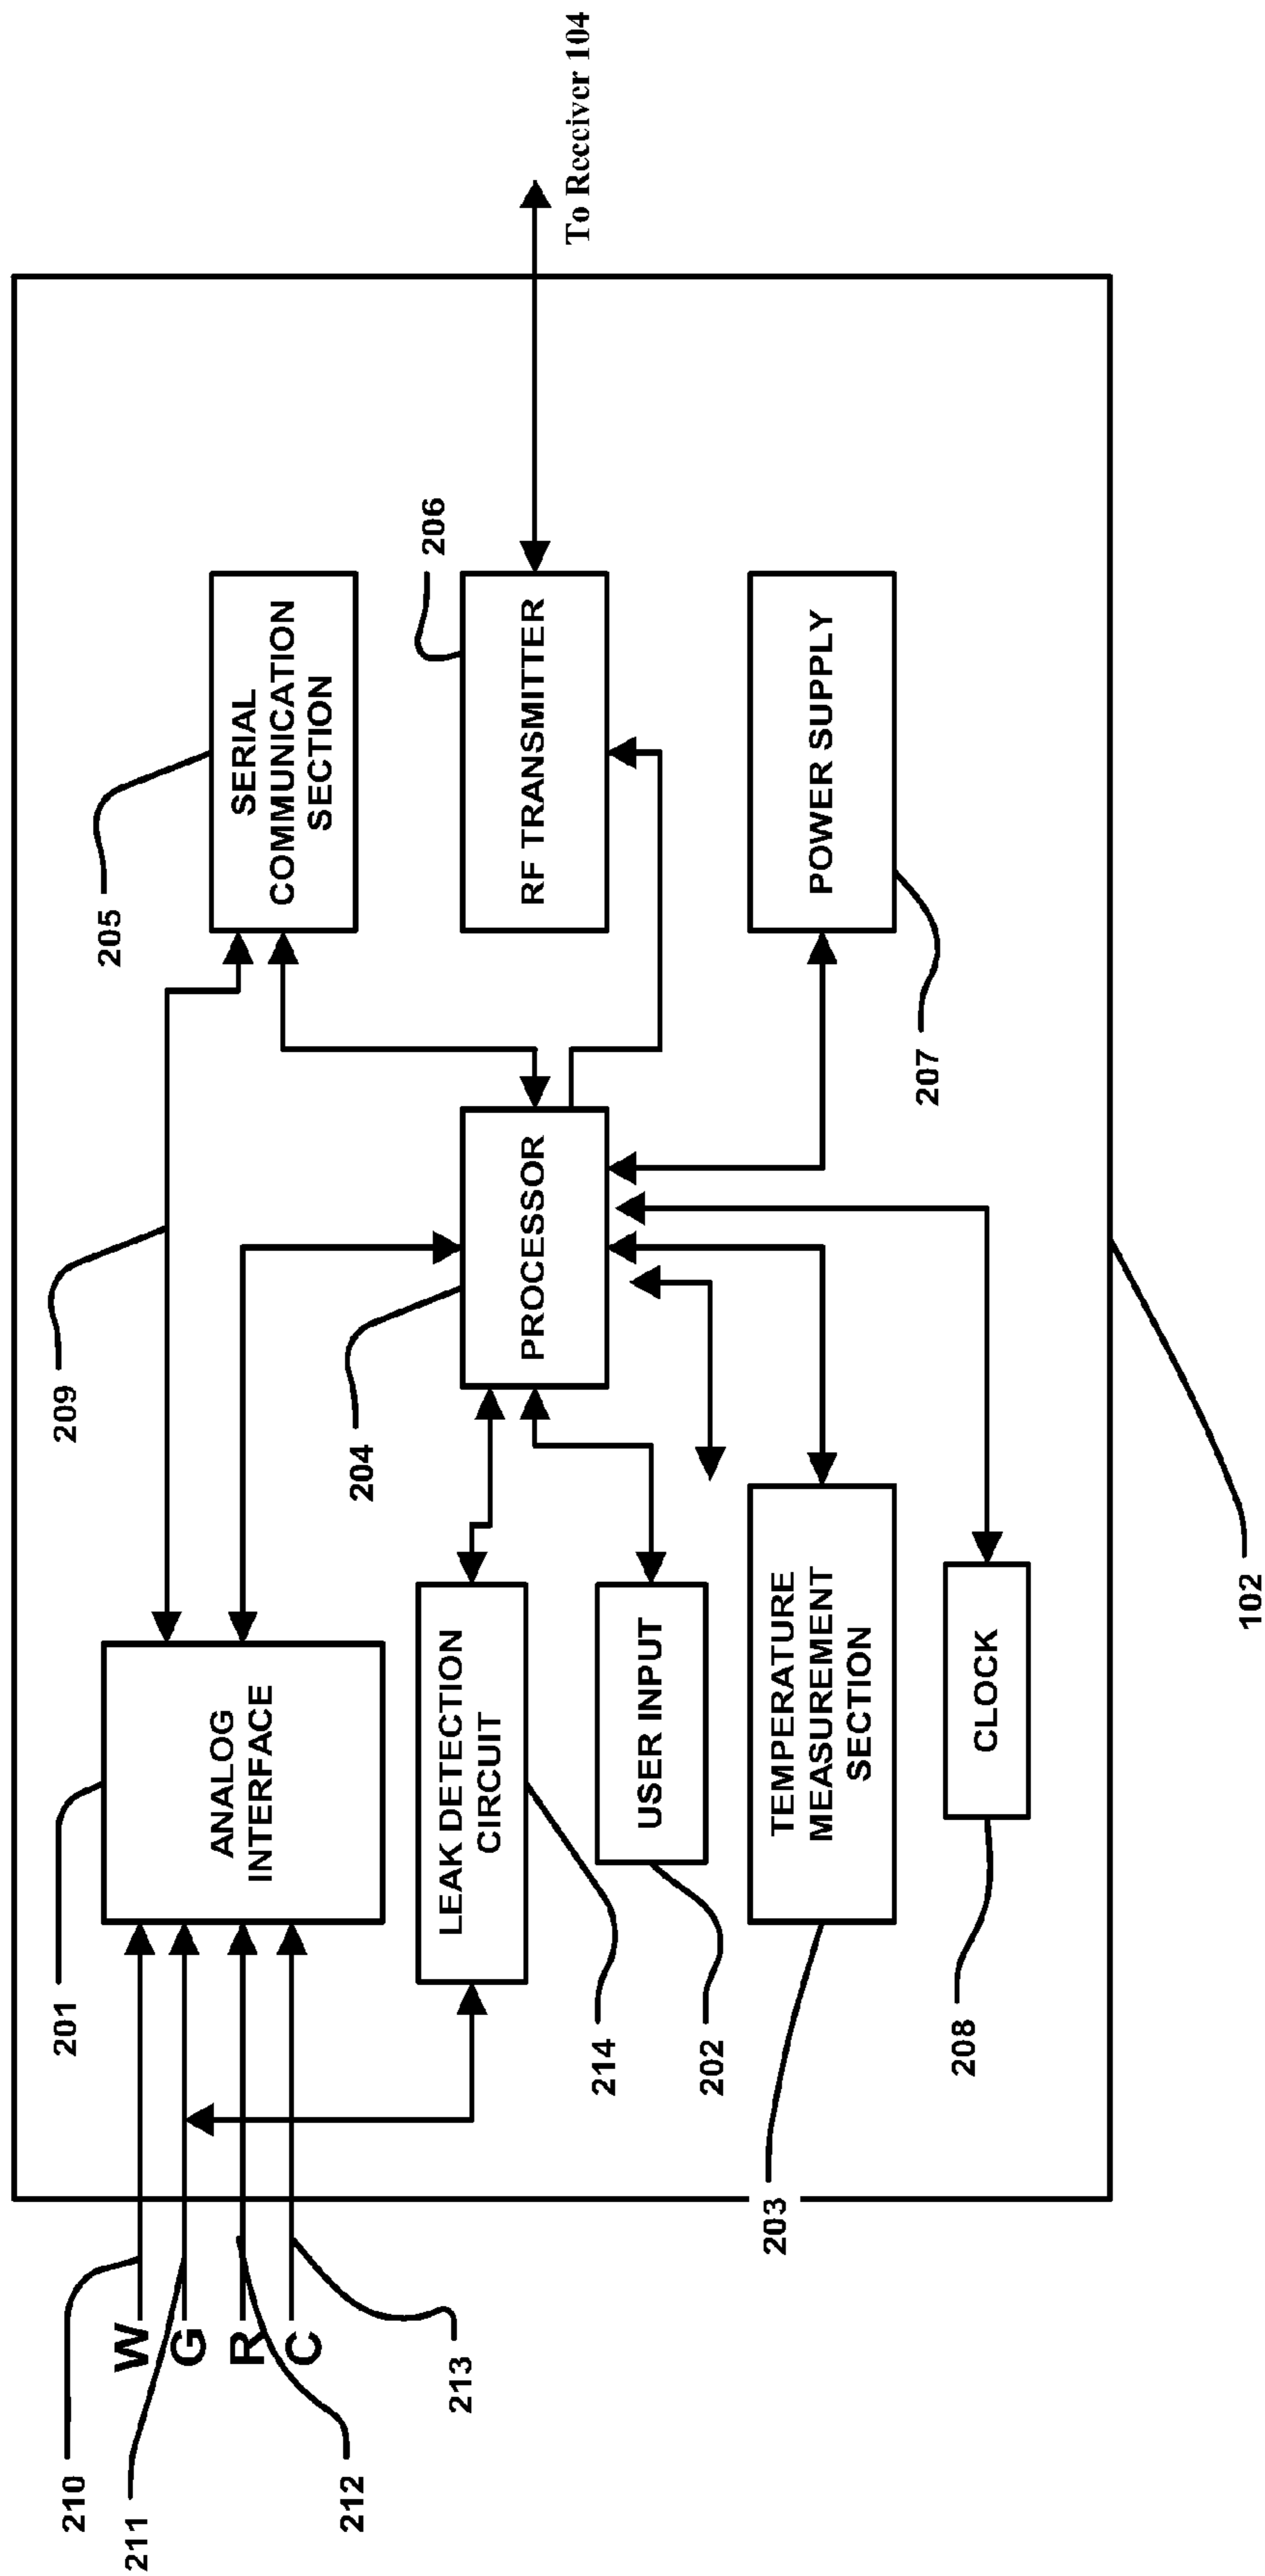 209
201
205
210
W
G
R
C
211
212
213
ANALOG
INTERFACE
SERIAL
COMMUNICATION
SECTION
204
206
LEAK DETECTION
CIRCUIT
PROCESSOR
RF TRANSMITTER
To Receiver 104
214
USER INPUT
202
203
TEMPERATURE
MEASUREMENT
SECTION
POWER SUPPLY
207
208
CLOCK
102